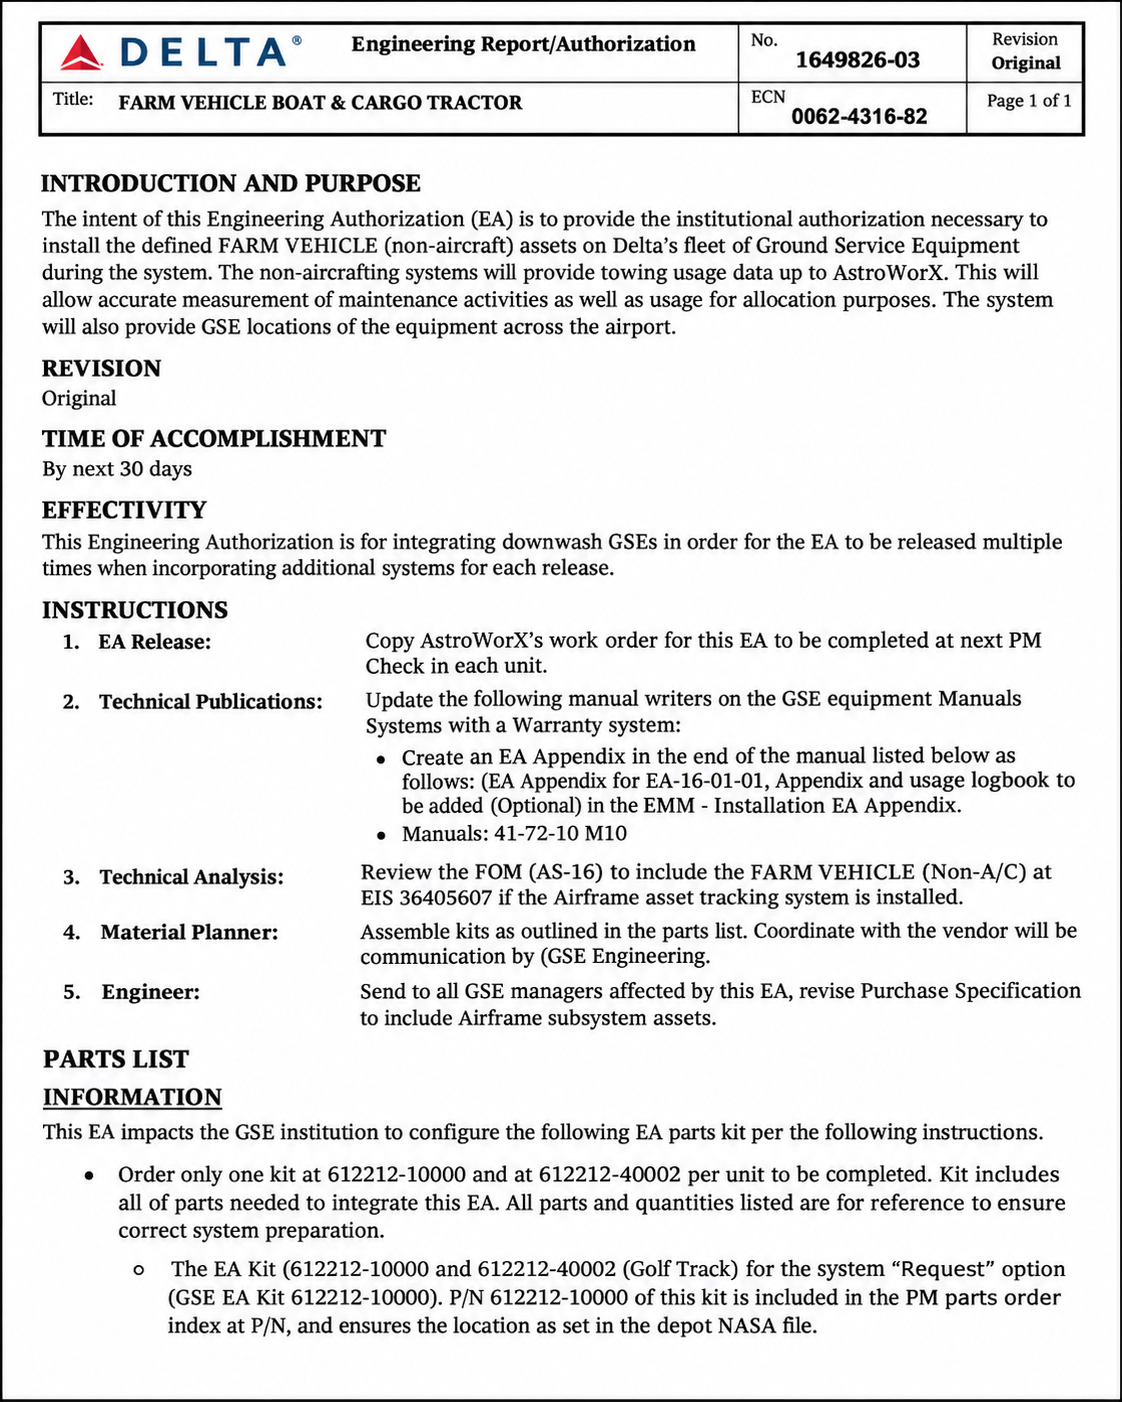 DELTA® Engineering Report/Authorization No. 1649826-03 Revision Original
Title: FARM VEHICLE BOAT & CARGO TRACTOR ECN 0062-4316-82 Page 1 of 1
INTRODUCTION AND PURPOSE
The intent of this Engineering Authorization (EA) is to provide the institutional authorization necessary to
install the defined FARM VEHICLE (non-aircraft) assets on Delta's fleet of Ground Service Equipment
during the system. The non-aircrafting systems will provide towing usage data up to AstroWorX. This will
allow accurate measurement of maintenance activities as well as usage for allocation purposes. The system
will also provide GSE locations of the equipment across the airport.
REVISION
Original
TIME OF ACCOMPLISHMENT
By next 30 days
EFFECTIVITY
This Engineering Authorization is for integrating downwash GSEs in order for the EA to be released multiple
times when incorporating additional systems for each release.
INSTRUCTIONS
1. EA Release: Copy AstroWorX's work order for this EA to be completed at next PM
Check in each unit.
2. Technical Publications: Update the following manual writers on the GSE equipment Manuals
Systems with a Warranty system:
• Create an EA Appendix in the end of the manual listed below as
follows: (EA Appendix for EA-16-01-01, Appendix and usage logbook to
be added (Optional) in the EMM - Installation EA Appendix.
• Manuals: 41-72-10 M10
3. Technical Analysis: Review the FOM (AS-16) to include the FARM VEHICLE (Non-A/C) at
EIS 36405607 if the Airframe asset tracking system is installed.
4. Material Planner: Assemble kits as outlined in the parts list. Coordinate with the vendor will be
communication by (GSE Engineering.
5. Engineer: Send to all GSE managers affected by this EA, revise Purchase Specification
to include Airframe subsystem assets.
PARTS LIST
INFORMATION
This EA impacts the GSE institution to configure the following EA parts kit per the following instructions.
• Order only one kit at 612212-10000 and at 612212-40002 per unit to be completed. Kit includes
all of parts needed to integrate this EA. All parts and quantities listed are for reference to ensure
correct system preparation.
o The EA Kit (612212-10000 and 612212-40002 (Golf Track) for the system “Request” option
(GSE EA Kit 612212-10000). P/N 612212-10000 of this kit is included in the PM parts order
index at P/N, and ensures the location as set in the depot NASA file.